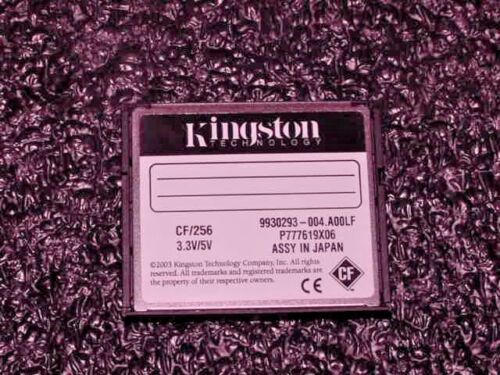 Kingston
TECHNOLOGY
CF/256
3.3V/5V
9930293-004.A00LF
P777619X06
ASSY IN JAPAN
©2003 Kingston Technology Company, Inc. All rights
reserved. All trademarks and registered trademarks are
the property of their respective owners.
CE
CF